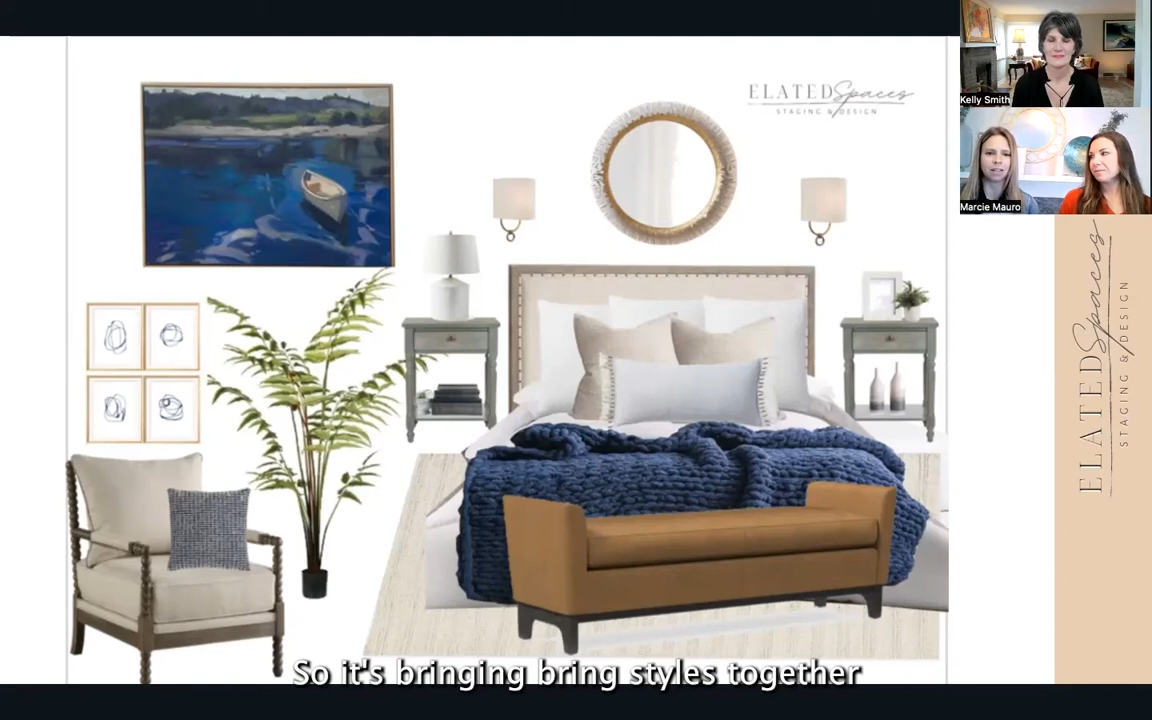 ELATED Spaces
STAGING & DESIGN
Kelly Smith
Marcie Mauro
ELATED Spaces
STAGING & DESIGN
So it's bringing bring styles together